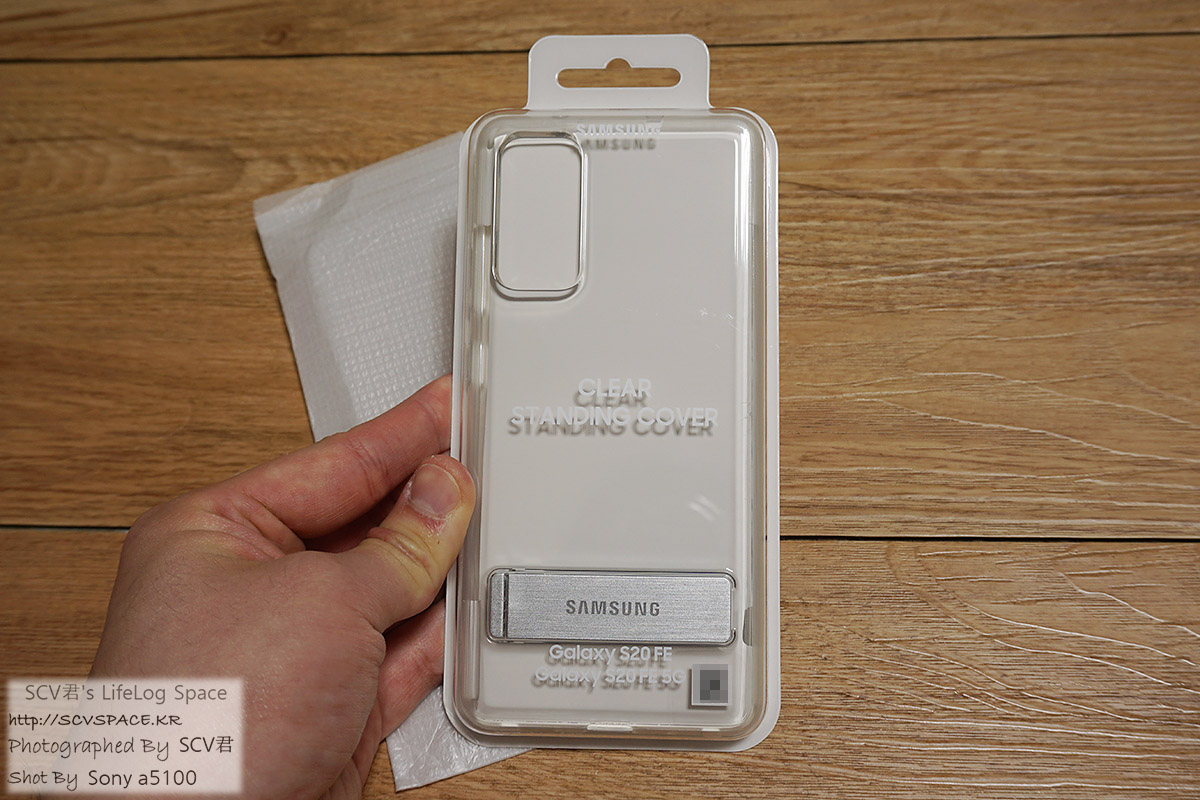 SAMSUNG
CLEAR
STANDING COVER
SAMSUNG
Galaxy S20 FE
Galaxy S20 FE 5G
SCV君's LifeLog Space
http://SCVSPACE.KR
Photographed By SCV君
Shot By Sony a5100